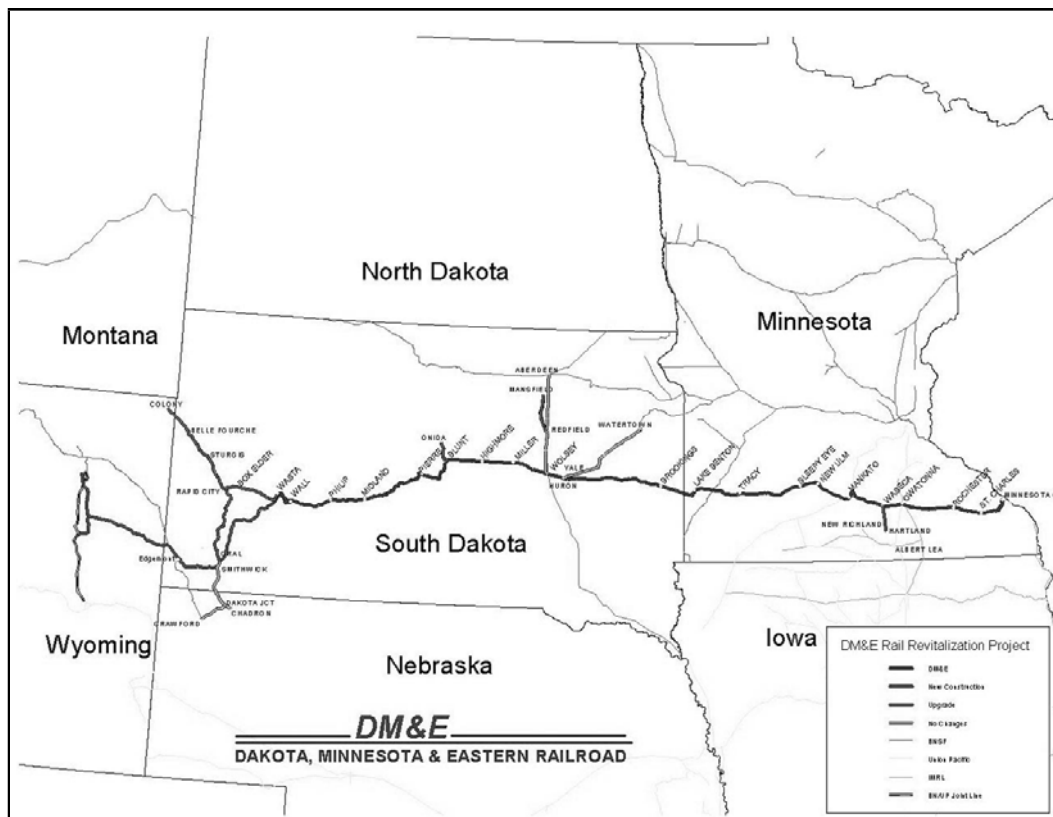 North Dakota
Montana
Minnesota
ABERDEEN
MANSFIELD
COLONY
BELLE FOURCHE
REDFIELD
WATERTOWN
STURGIS
ONIDA
BLUNT
HIGHMORE
MILLER
WOLSEY
YALE
HURON
BOX ELDER
RAPID CITY
WASTA
WALL
PHILIP
MIDLAND
PIERRE
BROOKINGS
LAKE BENTON
TRACY
SLEEPY EYE
NEW ULM
MANKATO
WASECA
OWATONNA
ROCHESTER
ST. CHARLES
NEW RICHLAND
HARTLAND
ALBERT LEA
South Dakota
Edgemont
ORAL
SMITHWICK
DAKOTA JCT
CHADRON
CRAWFORD
Wyoming
Nebraska
Iowa
DM&E
DAKOTA, MINNESOTA & EASTERN RAILROAD
DM&E Rail Revitalization Project
DM&E
New Construction
Upgrade
No Changes
BNSF
Union Pacific
IMRL
BN/UP Joint Line